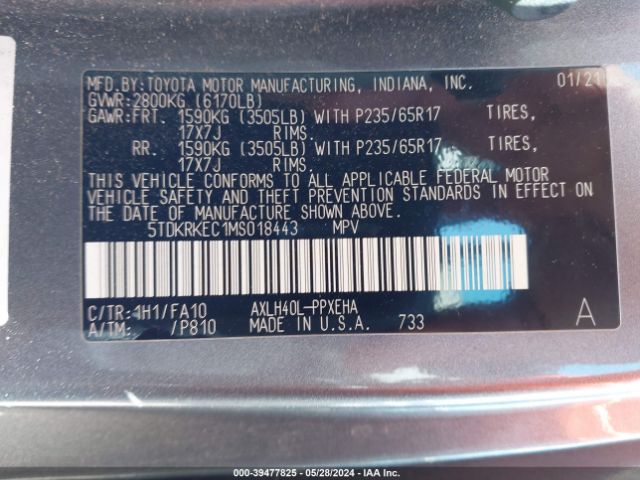 MFD.BY:TOYOTA MOTOR MANUFACTURING, INDIANA, INC. 01/21
GVWR:2800KG (6170LB)
GAWR:FRT. 1590KG (3505LB) WITH P235/65R17 TIRES,
17X7J RIMS.
RR. 1590KG (3505LB) WITH P235/65R17 TIRES,
17X7J RIMS.
THIS VEHICLE CONFORMS TO ALL APPLICABLE FEDERAL MOTOR
VEHICLE SAFETY AND THEFT PREVENTION STANDARDS IN EFFECT ON
THE DATE OF MANUFACTURE SHOWN ABOVE.
5TDKRKEC1MS018443 MPV
C/TR:1H1/FA10 AXLH40L-PPXEHA
A/TM: /P810 MADE IN U.S.A. 733 A
000-39477825 - 05/28/2024 - IAA Inc.